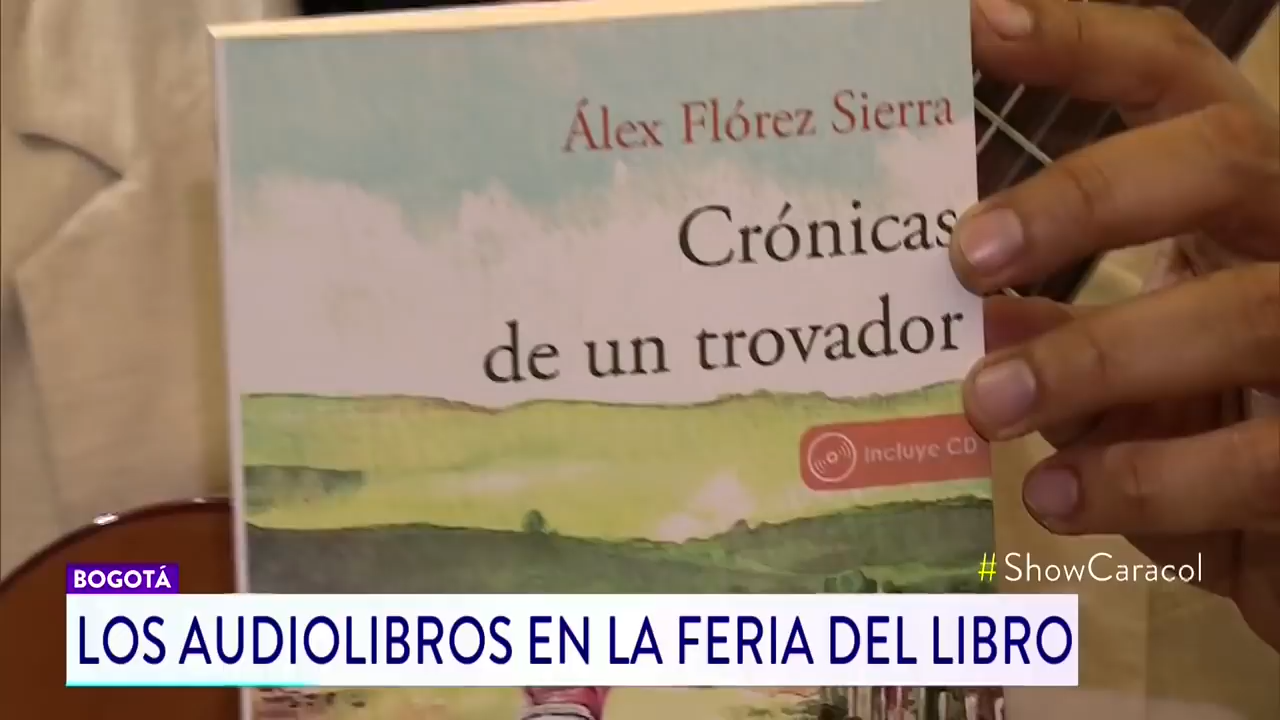 Álex Flórez Sierra
Crónicas
de un trovador
Incluye CD
#ShowCaracol
BOGOTÁ
LOS AUDIOLIBROS EN LA FERIA DEL LIBRO